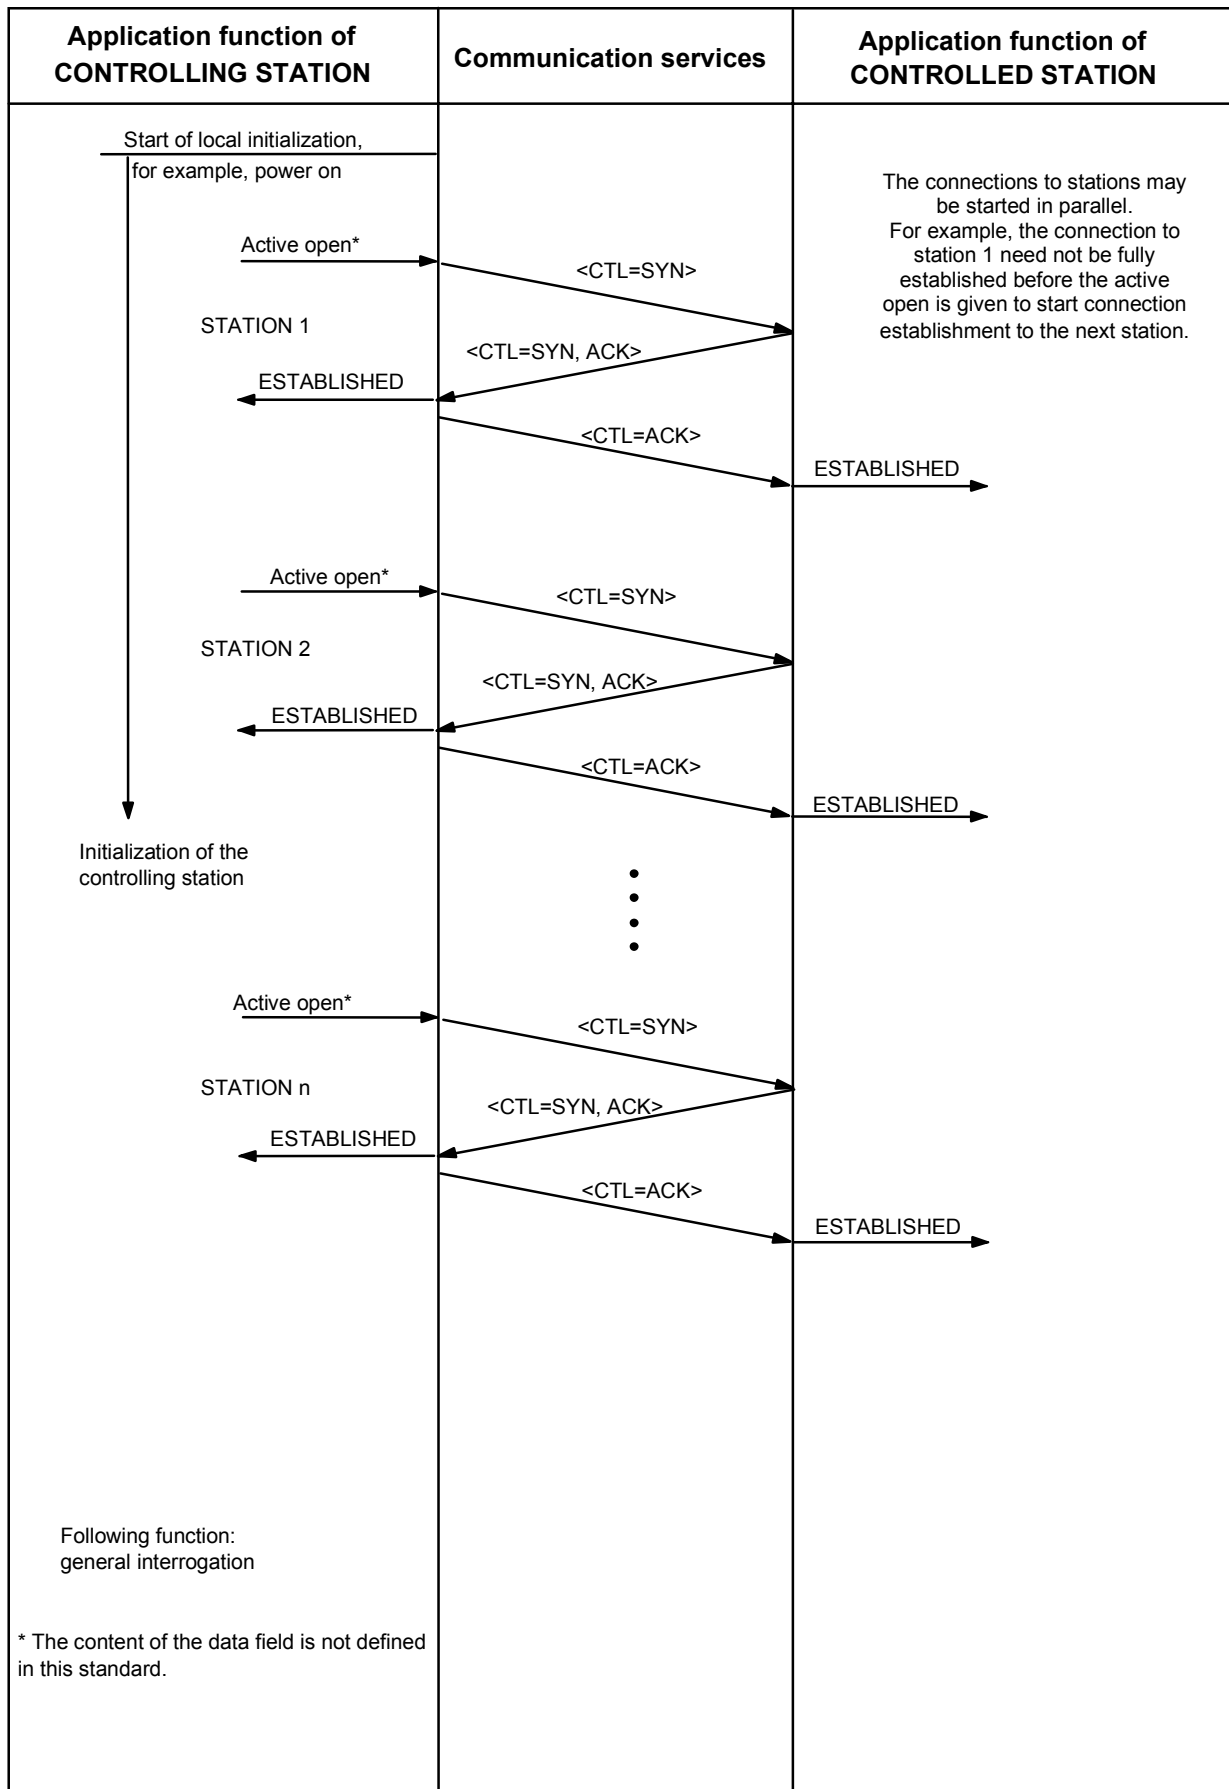 Application function of
CONTROLLING STATION
Communication services
Application function of
CONTROLLED STATION
Start of local initialization,
for example, power on
The connections to stations may
be started in parallel.
For example, the connection to
station 1 need not be fully
established before the active
open is given to start connection
establishment to the next station.
Active open*
<CTL=SYN>
STATION 1
<CTL=SYN, ACK>
ESTABLISHED
<CTL=ACK>
ESTABLISHED
Active open*
<CTL=SYN>
STATION 2
<CTL=SYN, ACK>
ESTABLISHED
<CTL=ACK>
ESTABLISHED
Initialization of the
controlling station
Active open*
<CTL=SYN>
STATION n
<CTL=SYN, ACK>
ESTABLISHED
<CTL=ACK>
ESTABLISHED
Following function:
general interrogation
* The content of the data field is not defined
in this standard.